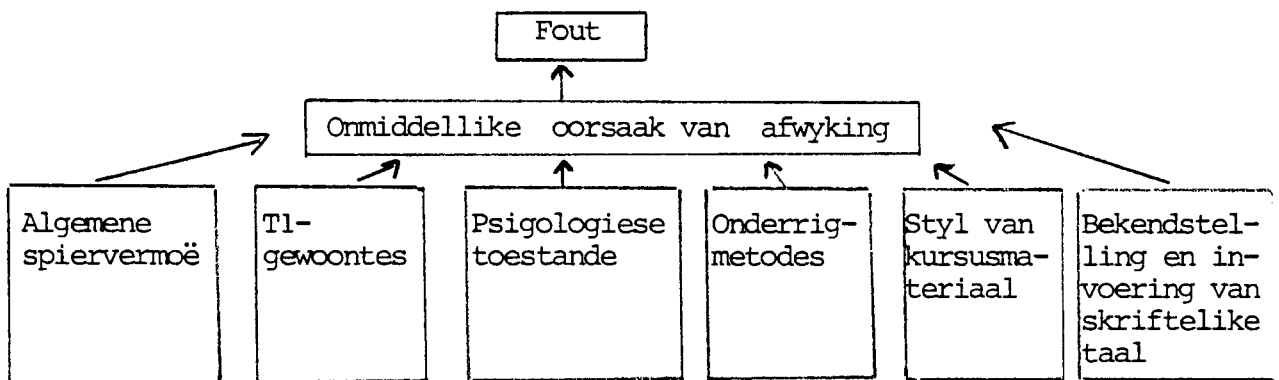 Fout
Onmiddellike oorsaak van afwyking
Algemene
spiervermoë
Tl-
gewoontes
Psigologiese
toestande
Onderrig-
metodes
Styl van
kursusma-
teriaal
Bekendstel-
ling en in-
voering van
skriftelike
taal